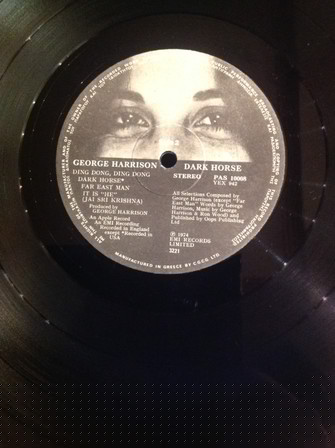 GEORGE HARRISON
DARK HORSE
DING DONG, DING DONG
DARK HORSE*
FAR EAST MAN
IT IS "HE"
(JAI SRI KRISHNA)
Produced by
GEORGE HARRISON
An Apple Record
An EMI Recording
Recorded in England
except *Recorded in
USA
STEREO PAS 10008
YEX 942
All Selections Composed by
George Harrison (except "Far
East Man" Words by George
Harrison, Music by George
Harrison & Ron Wood) and
Published by Oops Publishing
Ltd
℗ 1974
EMI RECORDS
LIMITED
3221
MANUFACTURED IN GREECE BY C.G.C.G. LTD.